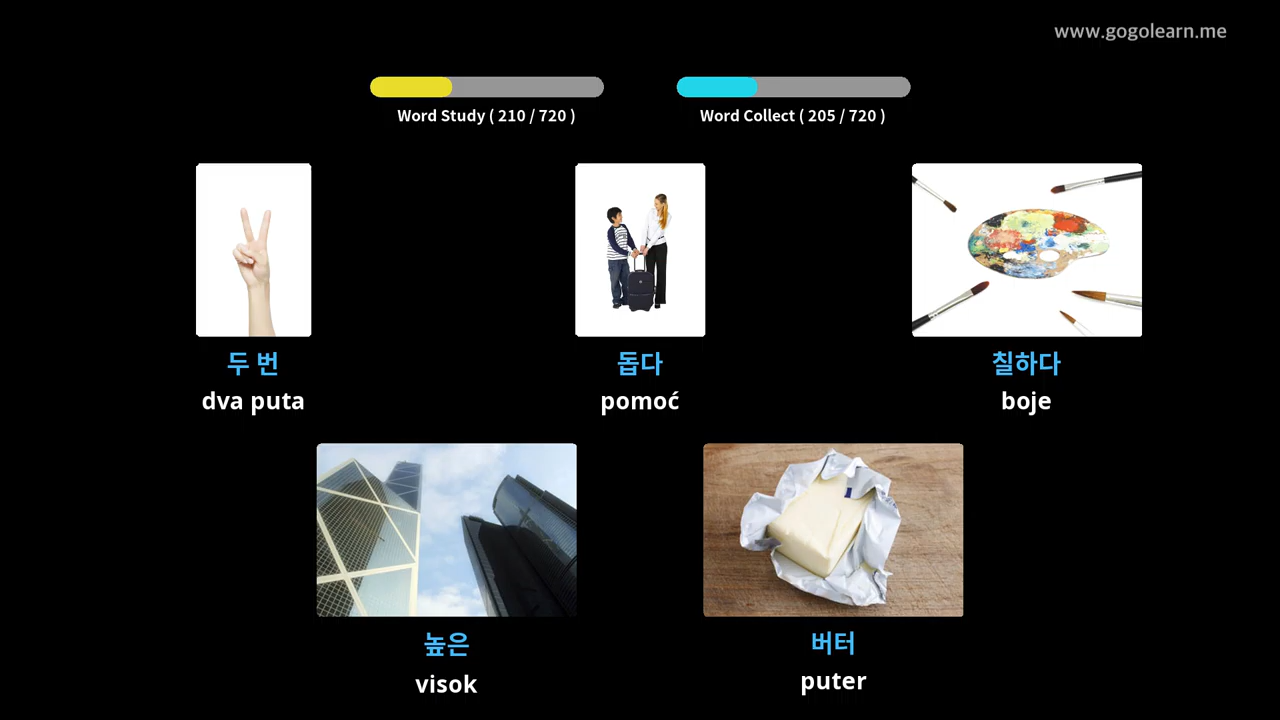 www.gogolearn.me
Word Study ( 210 / 720 )
Word Collect ( 205 / 720 )
두 번
dva puta
돕다
pomoć
칠하다
boje
높은
visok
버터
puter